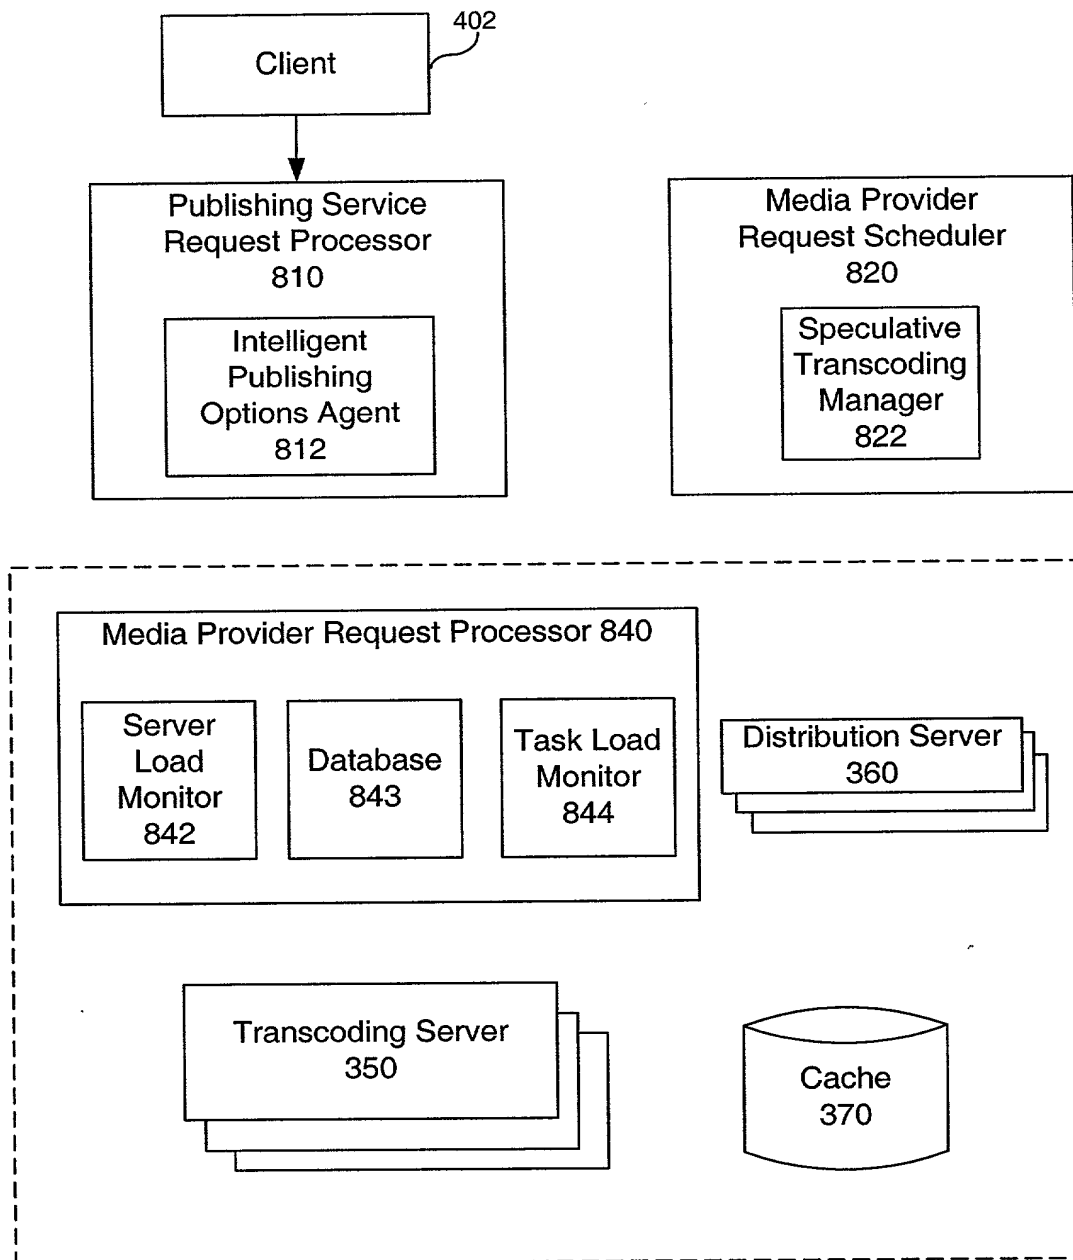 402
Client
Publishing Service
Request Processor
810
Intelligent
Publishing
Options Agent
812
Media Provider
Request Scheduler
820
Speculative
Transcoding
Manager
822
Media Provider Request Processor 840
Server
Load
Monitor
842
Database
843
Task Load
Monitor
844
Distribution Server
360
Transcoding Server
350
Cache
370